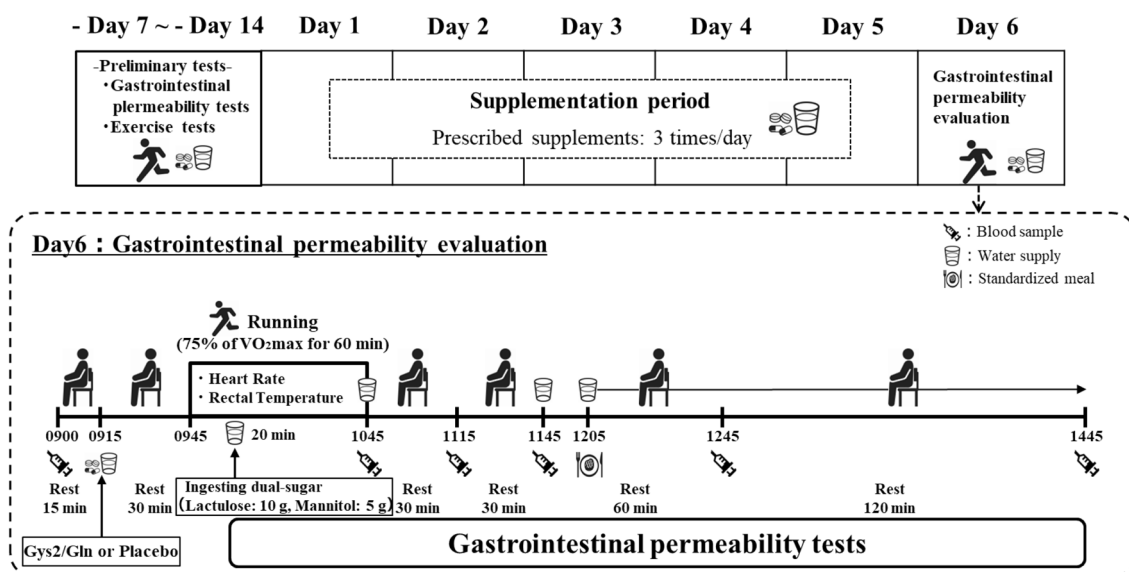 - Day 7 ~ - Day 14 Day 1 Day 2 Day 3 Day 4 Day 5 Day 6
-Preliminary tests-
・Gastrointestinal
plermeability tests
・Exercise tests
Supplementation period
Prescribed supplements: 3 times/day
Gastrointestinal
permeability
evaluation
Day6：Gastrointestinal permeability evaluation
：Blood sample
：Water supply
：Standardized meal
Running
(75% of VO₂max for 60 min)
・Heart Rate
・Rectal Temperature
0900 0915 0945 1045 1115 1145 1205 1245 1445
20 min
Rest
15 min
Rest
30 min
Ingesting dual-sugar
(Lactulose: 10 g, Mannitol: 5 g)
Rest
30 min
Rest
30 min
Rest
60 min
Rest
120 min
Gys2/Gln or Placebo
Gastrointestinal permeability tests